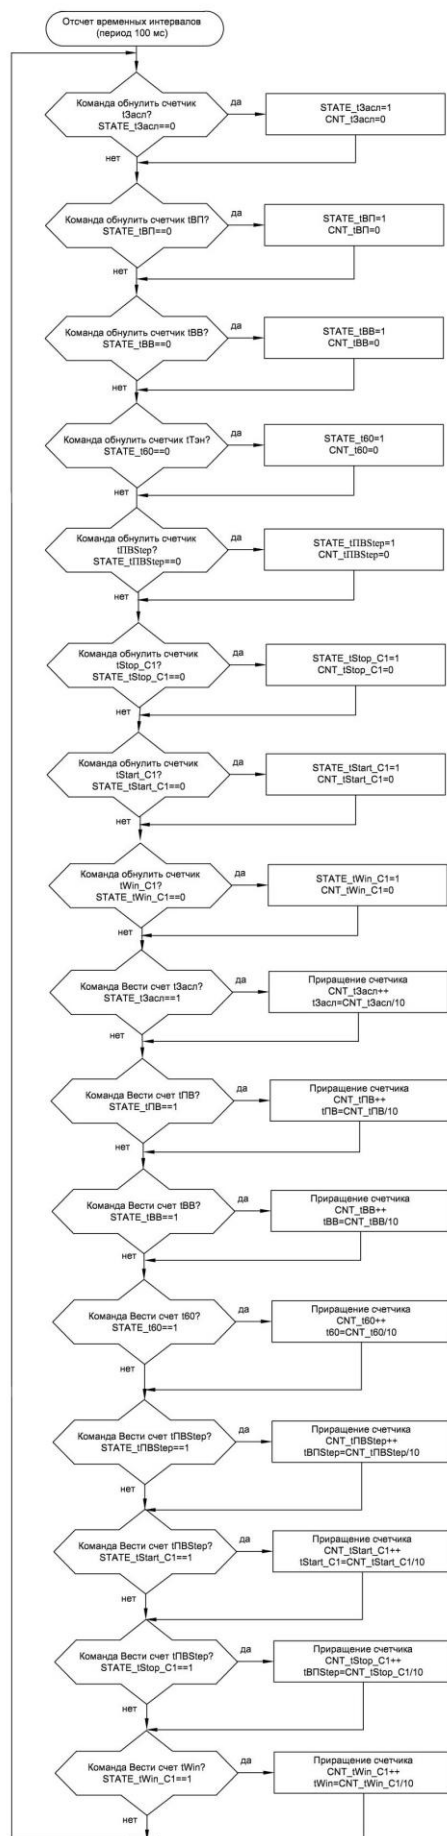 Отсчет временных интервалов
(период 100 мс)
Команда обнулить счетчик
tЗасл?
STATE_tЗасл==0
да
STATE_tЗасл=1
CNT_tЗасл=0
нет
Команда обнулить счетчик tВП?
STATE_tВП==0
да
STATE_tВП=1
CNT_tВП=0
нет
Команда обнулить счетчик tВВ?
STATE_tВВ==0
да
STATE_tВВ=1
CNT_tВВ=0
нет
Команда обнулить счетчик tТэн?
STATE_t60==0
да
STATE_t60=1
CNT_t60=0
нет
Команда обнулить счетчик
tПВStep?
STATE_tПВStep==0
да
STATE_tПВStep=1
CNT_tПВStep=0
нет
Команда обнулить счетчик
tStop_C1?
STATE_tStop_C1==0
да
STATE_tStop_C1=1
CNT_tStop_C1=0
нет
Команда обнулить счетчик
tStart_C1?
STATE_tStart_C1==0
да
STATE_tStart_C1=1
CNT_tStart_C1=0
нет
Команда обнулить счетчик
tWin_C1?
STATE_tWin_C1==0
да
STATE_tWin_C1=1
CNT_tWin_C1=0
нет
Команда Вести счет tЗасл?
STATE_tЗасл==1
да
Приращение счетчика
CNT_tЗасл++
tЗасл=CNT_tЗасл/10
нет
Команда Вести счет tПВ?
STATE_tПВ==1
да
Приращение счетчика
CNT_tПВ++
tПВ=CNT_tПВ/10
нет
Команда Вести счет tВВ?
STATE_tВВ==1
да
Приращение счетчика
CNT_tВВ++
tВВ=CNT_tВВ/10
нет
Команда Вести счет t60?
STATE_t60==1
да
Приращение счетчика
CNT_t60++
t60=CNT_t60/10
нет
Команда Вести счет tПВStep?
STATE_tПВStep==1
да
Приращение счетчика
CNT_tПВStep++
tВПStep=CNT_tПВStep/10
нет
Команда Вести счет tПВStep?
STATE_tStart_C1==1
да
Приращение счетчика
CNT_tStart_C1++
tStart_C1=CNT_tStart_C1/10
нет
Команда Вести счет tПВStep?
STATE_tStop_C1==1
да
Приращение счетчика
CNT_tStop_C1++
tВПStep=CNT_tStop_C1/10
нет
Команда Вести счет tWin?
STATE_tWin_C1==1
да
Приращение счетчика
CNT_tWin_C1++
tWin=CNT_tWin_C1/10
нет